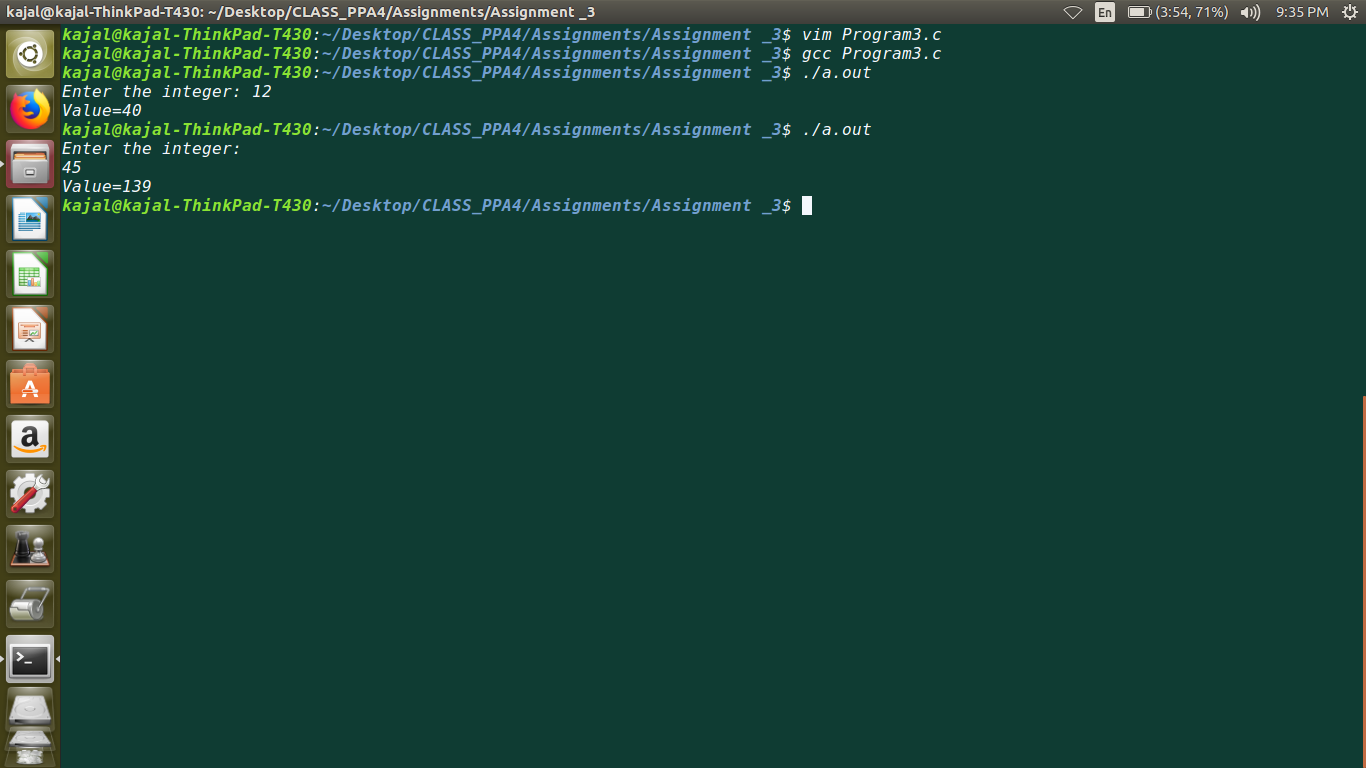 kajal@kajal-ThinkPad-T430: ~/Desktop/CLASS_PPA4/Assignments/Assignment _3
En (3:54, 71%) 9:35 PM
kajal@kajal-ThinkPad-T430:~/Desktop/CLASS_PPA4/Assignments/Assignment _3$ vim Program3.c
kajal@kajal-ThinkPad-T430:~/Desktop/CLASS_PPA4/Assignments/Assignment _3$ gcc Program3.c
kajal@kajal-ThinkPad-T430:~/Desktop/CLASS_PPA4/Assignments/Assignment _3$ ./a.out
Enter the integer: 12
Value=40
kajal@kajal-ThinkPad-T430:~/Desktop/CLASS_PPA4/Assignments/Assignment _3$ ./a.out
Enter the integer:
45
Value=139
kajal@kajal-ThinkPad-T430:~/Desktop/CLASS_PPA4/Assignments/Assignment _3$